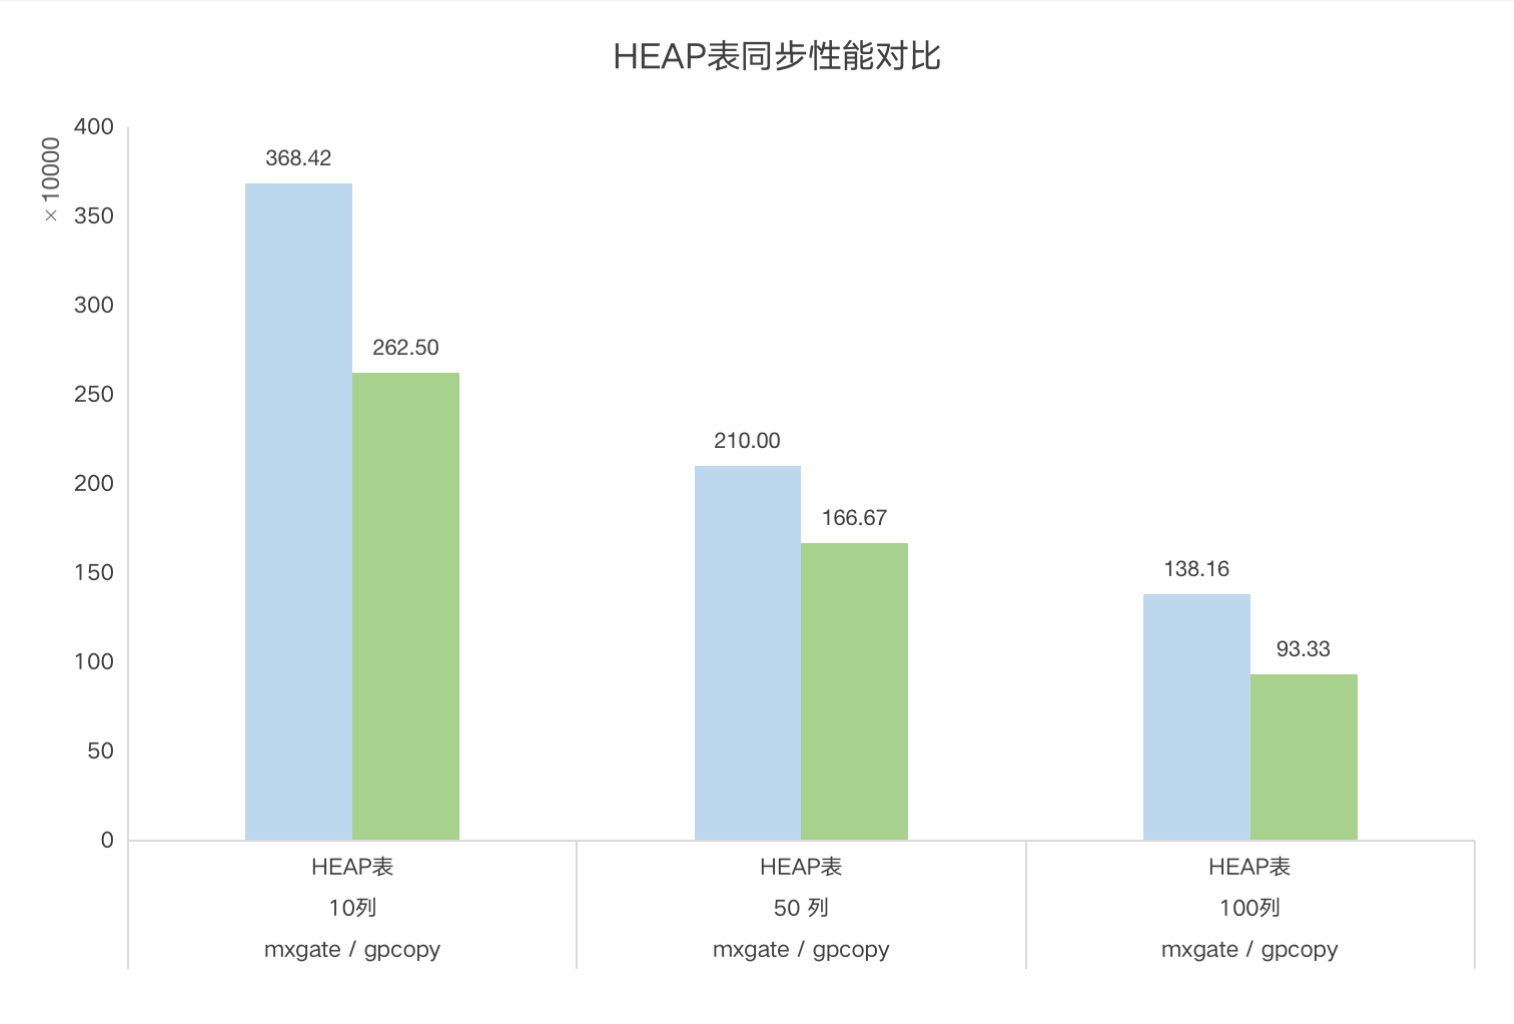 HEAP表同步性能对比
× 10000
400
350
300
250
200
150
100
50
0
368.42
262.50
210.00
166.67
138.16
93.33
HEAP表
10列
mxgate / gpcopy
HEAP表
50 列
mxgate / gpcopy
HEAP表
100列
mxgate / gpcopy